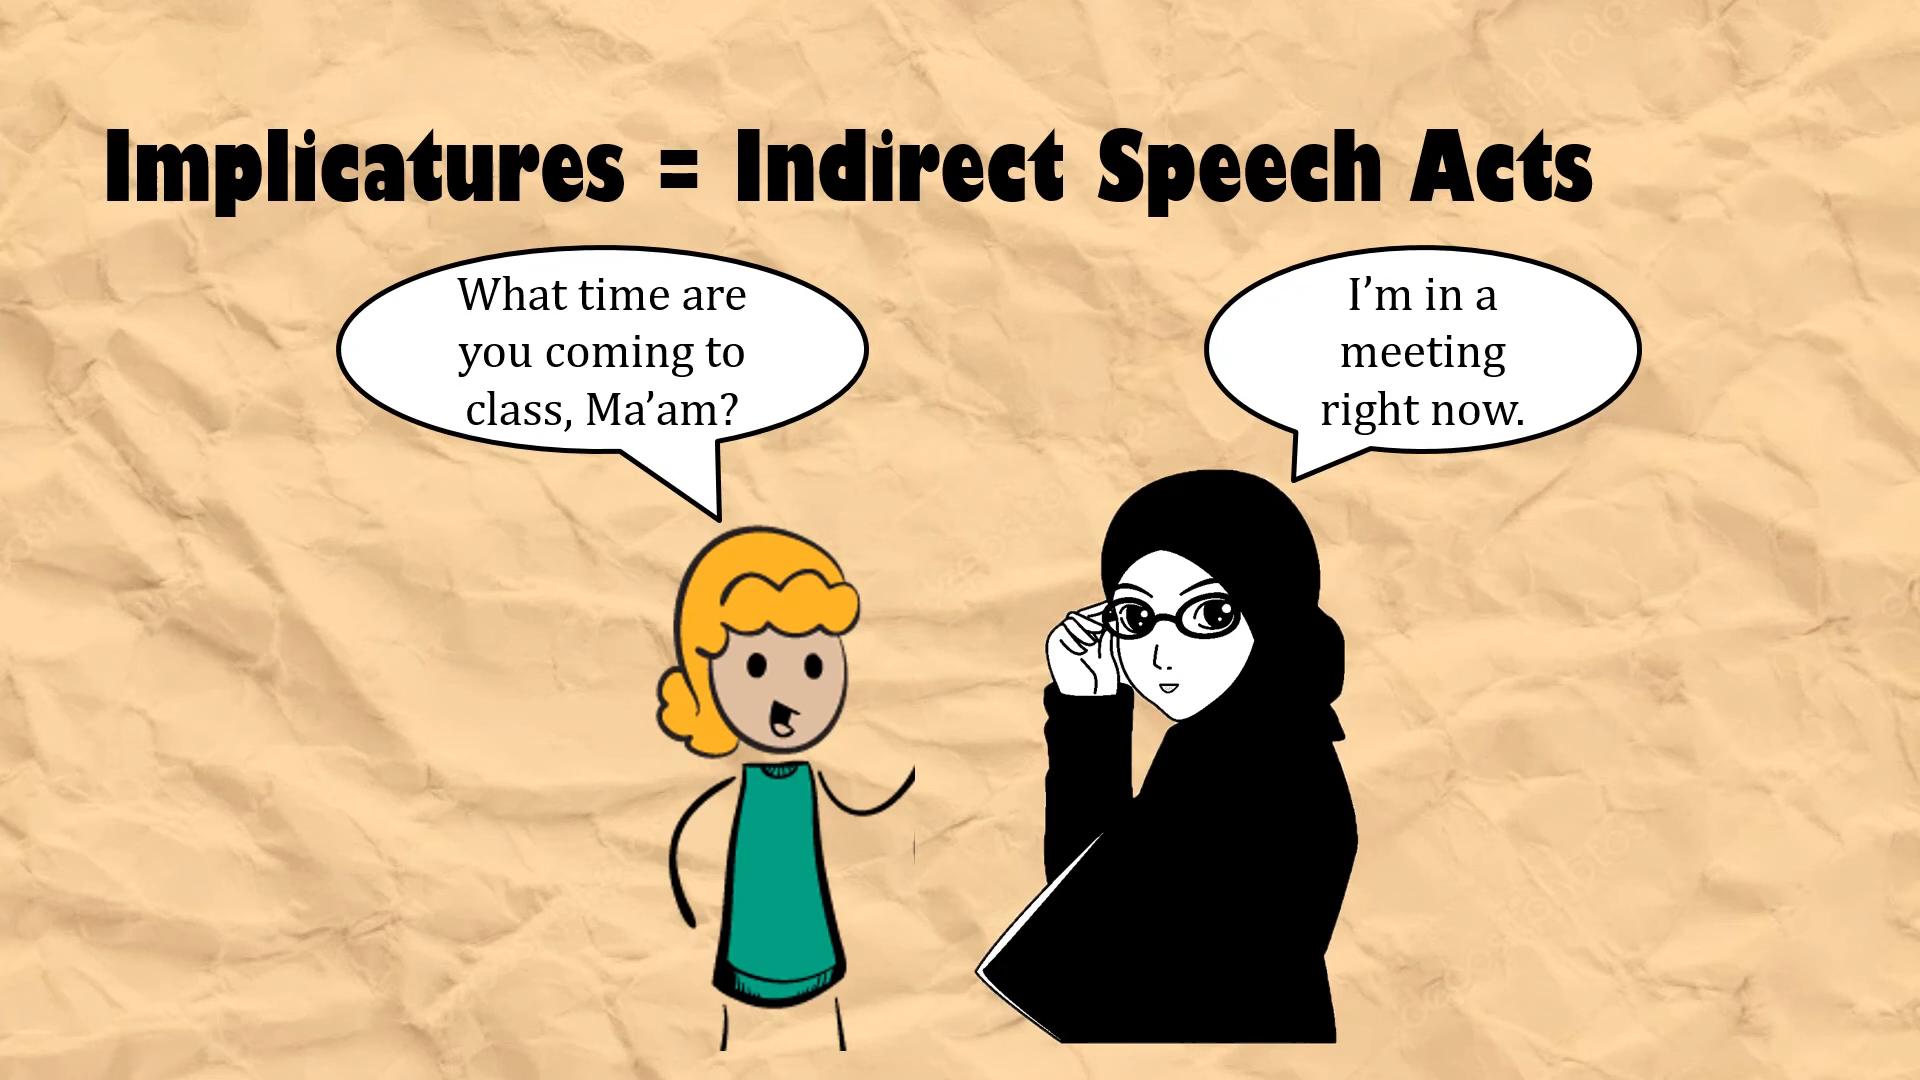 Implicatures = Indirect Speech Acts
What time are
you coming to
class, Ma’am?
I’m in a
meeting
right now.